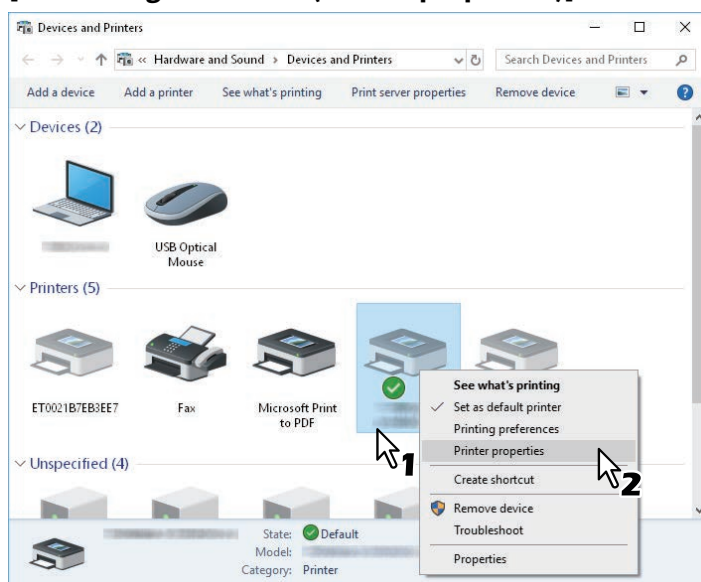 Devices and Printers
« Hardware and Sound › Devices and Printers
Search Devices and Printers
Add a device
Add a printer
See what's printing
Print server properties
Remove device
Devices (2)
USB Optical
Mouse
Printers (5)
ET0021B7EB3EE7
Fax
Microsoft Print
to PDF
See what's printing
Set as default printer
Printing preferences
Printer properties
Create shortcut
Remove device
Troubleshoot
Properties
1
2
Unspecified (4)
State: Default
Model:
Category: Printer